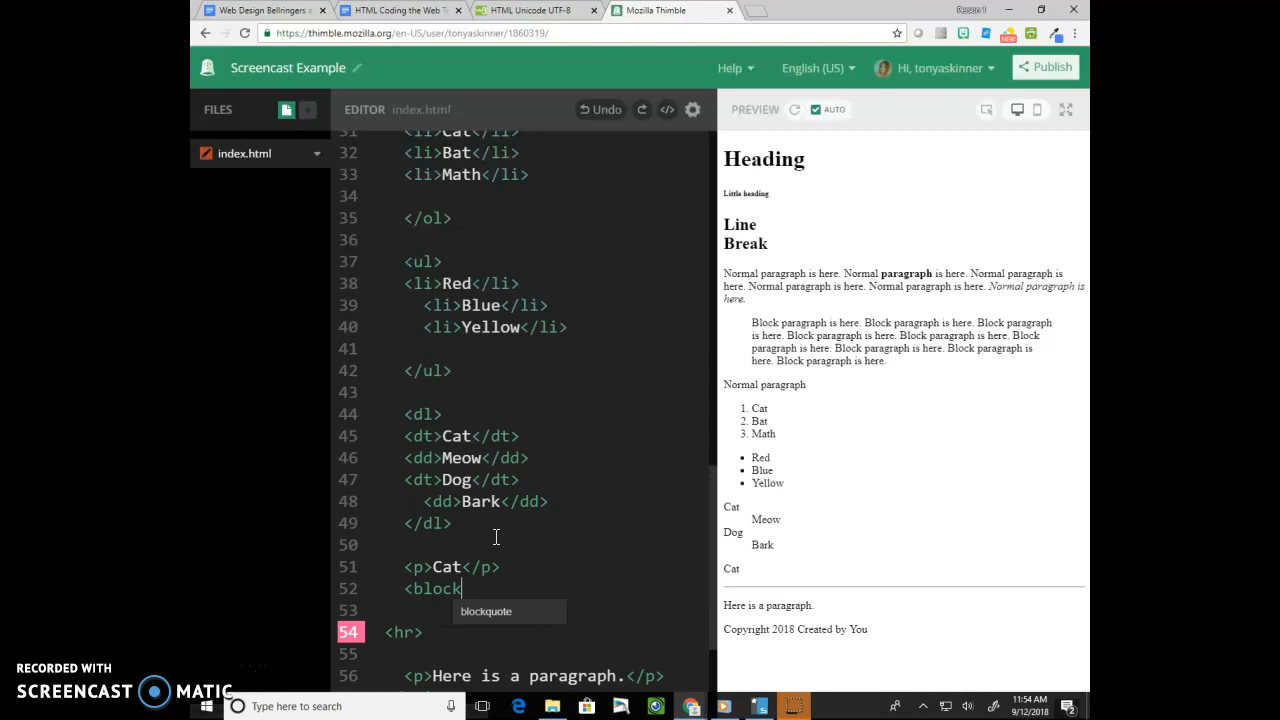 Web Design Bellringers a
HTML Coding the Web T
HTML Unicode UTF-8
Mozilla Thimble
https://thimble.mozilla.org/en-US/user/tonyaskinner/1860319/
Screencast Example
Help
English (US)
Hi, tonyaskinner
Publish
FILES
EDITOR index.html
Undo
PREVIEW
AUTO
index.html
31 <li>Cat</li>
32 <li>Bat</li>
33 <li>Math</li>
34
35 </ol>
36
37 <ul>
38 <li>Red</li>
39 <li>Blue</li>
40 <li>Yellow</li>
41
42 </ul>
43
44 <dl>
45 <dt>Cat</dt>
46 <dd>Meow</dd>
47 <dt>Dog</dt>
48 <dd>Bark</dd>
49 </dl>
50
51 <p>Cat</p>
52 <block
blockquote
53
54 <hr>
55
56 <p>Here is a paragraph.</p>
Heading
Little heading
Line
Break
Normal paragraph is here. Normal paragraph is here. Normal paragraph is
here. Normal paragraph is here. Normal paragraph is here. Normal paragraph is
here.
Block paragraph is here. Block paragraph is here. Block paragraph
is here. Block paragraph is here. Block paragraph is here. Block
paragraph is here. Block paragraph is here. Block paragraph is
here. Block paragraph is here.
Normal paragraph
1. Cat
2. Bat
3. Math
• Red
• Blue
• Yellow
Cat
Meow
Dog
Bark
Cat
Here is a paragraph.
Copyright 2018 Created by You
RECORDED WITH
SCREENCAST MATIC
Type here to search
11:54 AM
9/12/2018
NEW
2